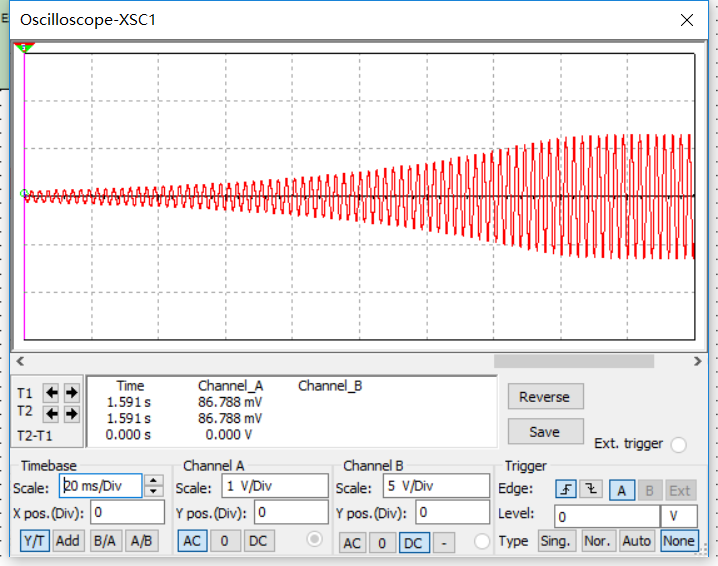 Oscilloscope-XSC1
Time Channel_A Channel_B
T1 1.591 s 86.788 mV
T2 1.591 s 86.788 mV
T2-T1 0.000 s 0.000 V
Reverse
Save
Ext. trigger
Timebase
Scale: 20 ms/Div
X pos.(Div): 0
Y/T Add B/A A/B
Channel A
Scale: 1 V/Div
Y pos.(Div): 0
AC 0 DC
Channel B
Scale: 5 V/Div
Y pos.(Div): 0
AC 0 DC -
Trigger
Edge: A B Ext
Level: 0 V
Type Sing. Nor. Auto None